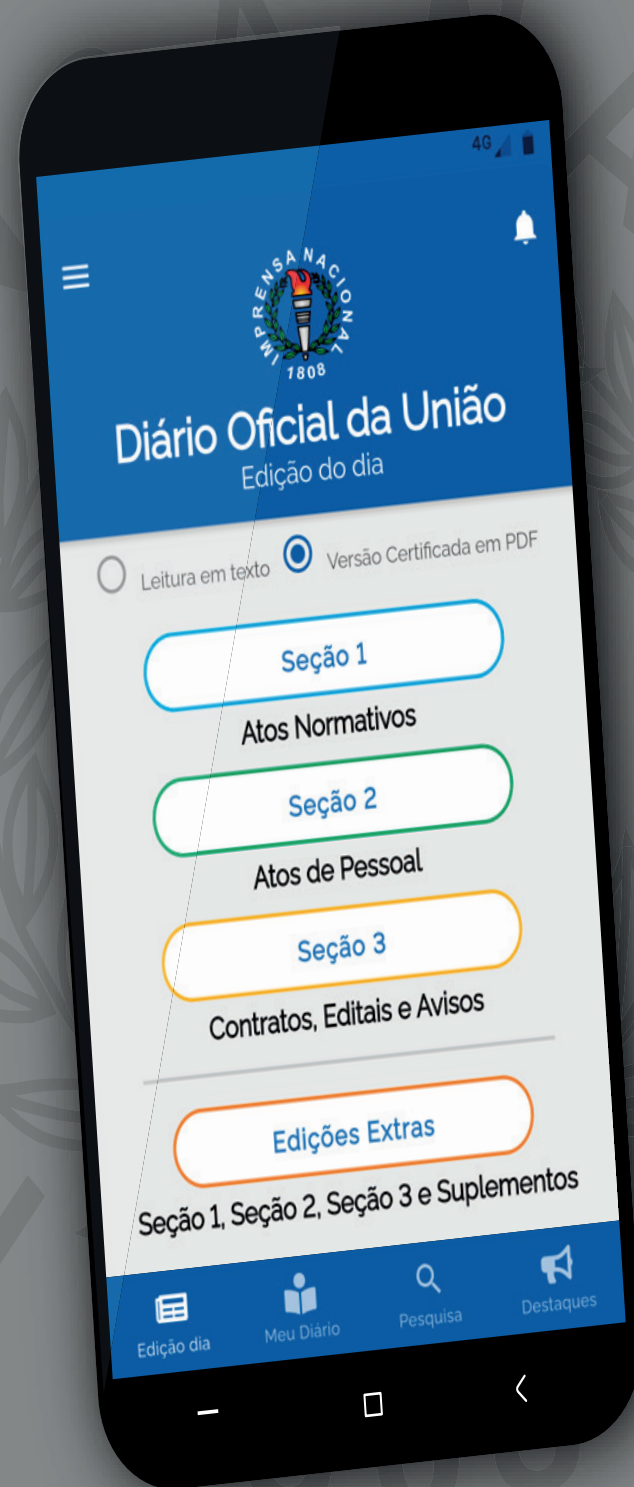 4G
IMPRENSA NACIONAL
1808
Diário Oficial da União
Edição do dia
Leitura em texto
Versão Certificada em PDF
Seção 1
Atos Normativos
Seção 2
Atos de Pessoal
Seção 3
Contratos, Editais e Avisos
Edições Extras
Seção 1, Seção 2, Seção 3 e Suplementos
Edição dia
Meu Diário
Pesquisa
Destaques